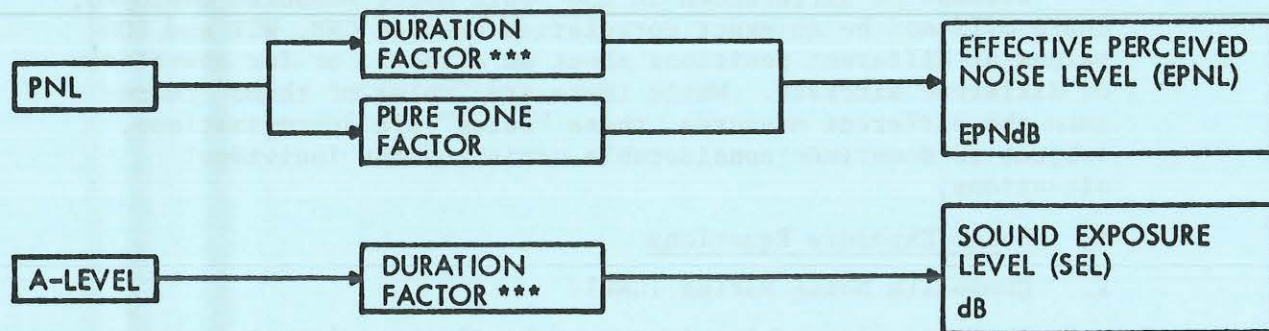 PNL
DURATION
FACTOR ***
PURE TONE
FACTOR
EFFECTIVE PERCEIVED
NOISE LEVEL (EPNL)
EPNdB
A-LEVEL
DURATION
FACTOR ***
SOUND EXPOSURE
LEVEL (SEL)
dB